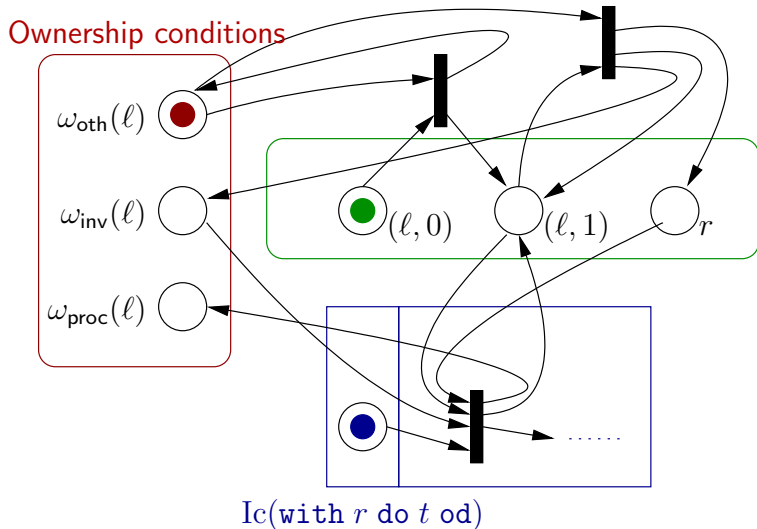 Ownership conditions
ω_oth(ℓ)
ω_inv(ℓ)
(ℓ, 0)
(ℓ, 1)
r
ω_proc(ℓ)
......
Ic(with r do t od)